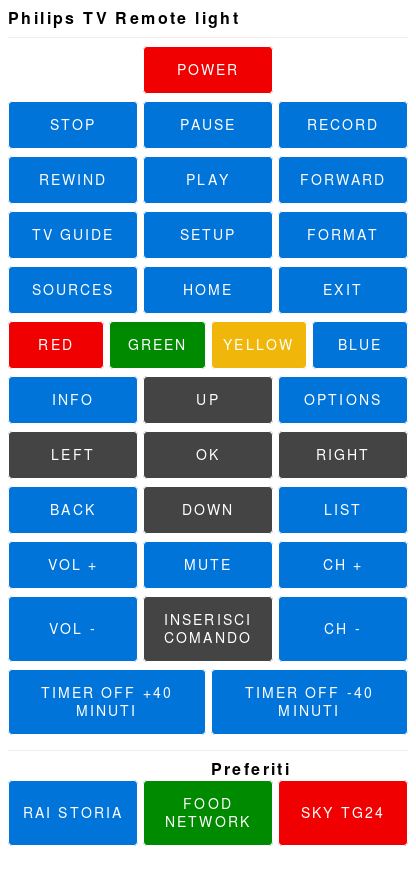 Philips TV Remote light
POWER
STOP PAUSE RECORD
REWIND PLAY FORWARD
TV GUIDE SETUP FORMAT
SOURCES HOME EXIT
RED GREEN YELLOW BLUE
INFO UP OPTIONS
LEFT OK RIGHT
BACK DOWN LIST
VOL + MUTE CH +
VOL -
INSERISCI
COMANDO
CH -
TIMER OFF +40
MINUTI
TIMER OFF -40
MINUTI
Preferiti
RAI STORIA
FOOD
NETWORK
SKY TG24